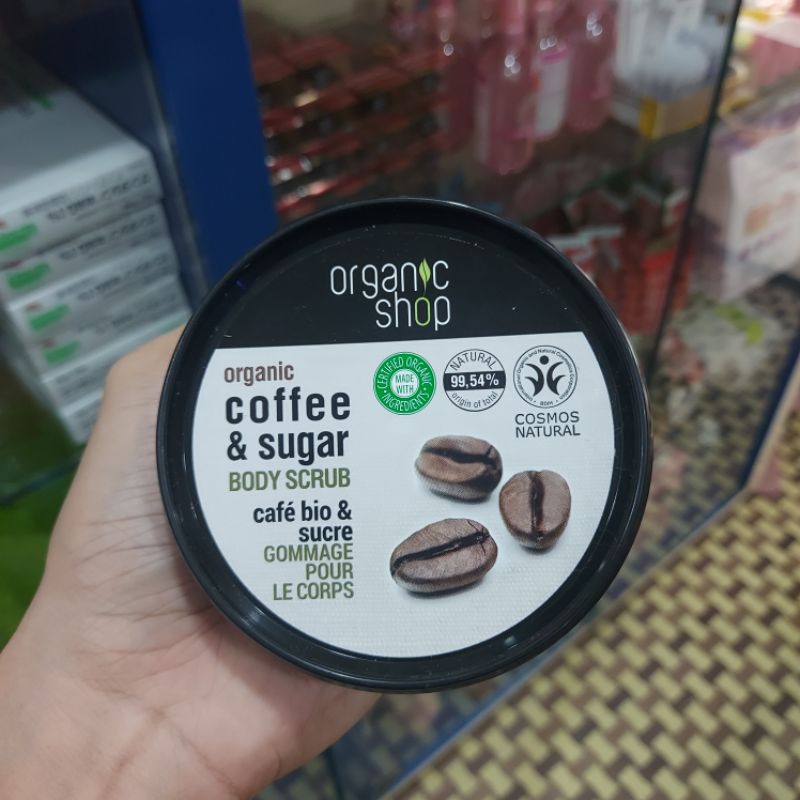 organic
shop
organic
coffee
& sugar
BODY SCRUB
café bio &
sucre
GOMMAGE
POUR
LE CORPS
CERTIFIED ORGANIC
MADE
WITH
INGREDIENTS
NATURAL
99,54%
origin of total
COSMOS
NATURAL